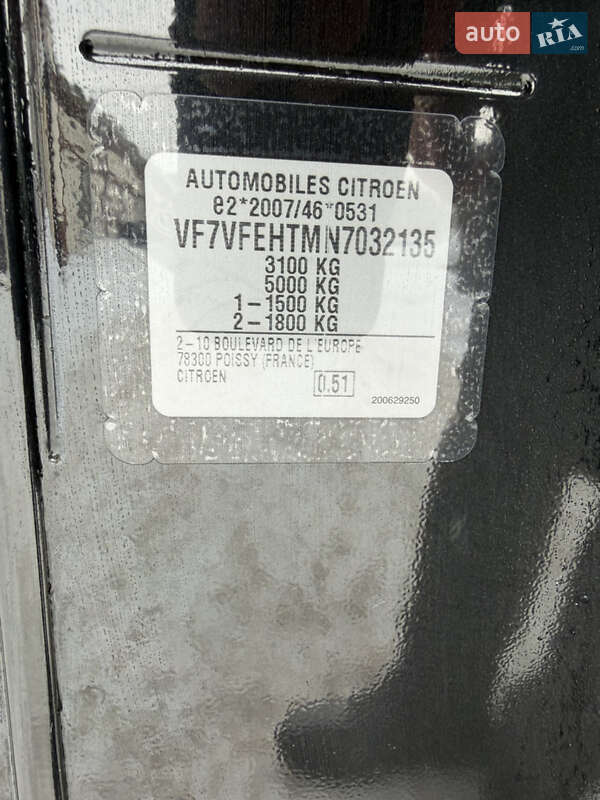 auto RIA .com
AUTOMOBILES CITROEN
e2*2007/46*0531
VF7VFEHTMN7032135
3100 KG
5000 KG
1-1500 KG
2-1800 KG
2-10 BOULEVARD DE L'EUROPE
78300 POISSY (FRANCE)
CITROEN
0.51
200629250